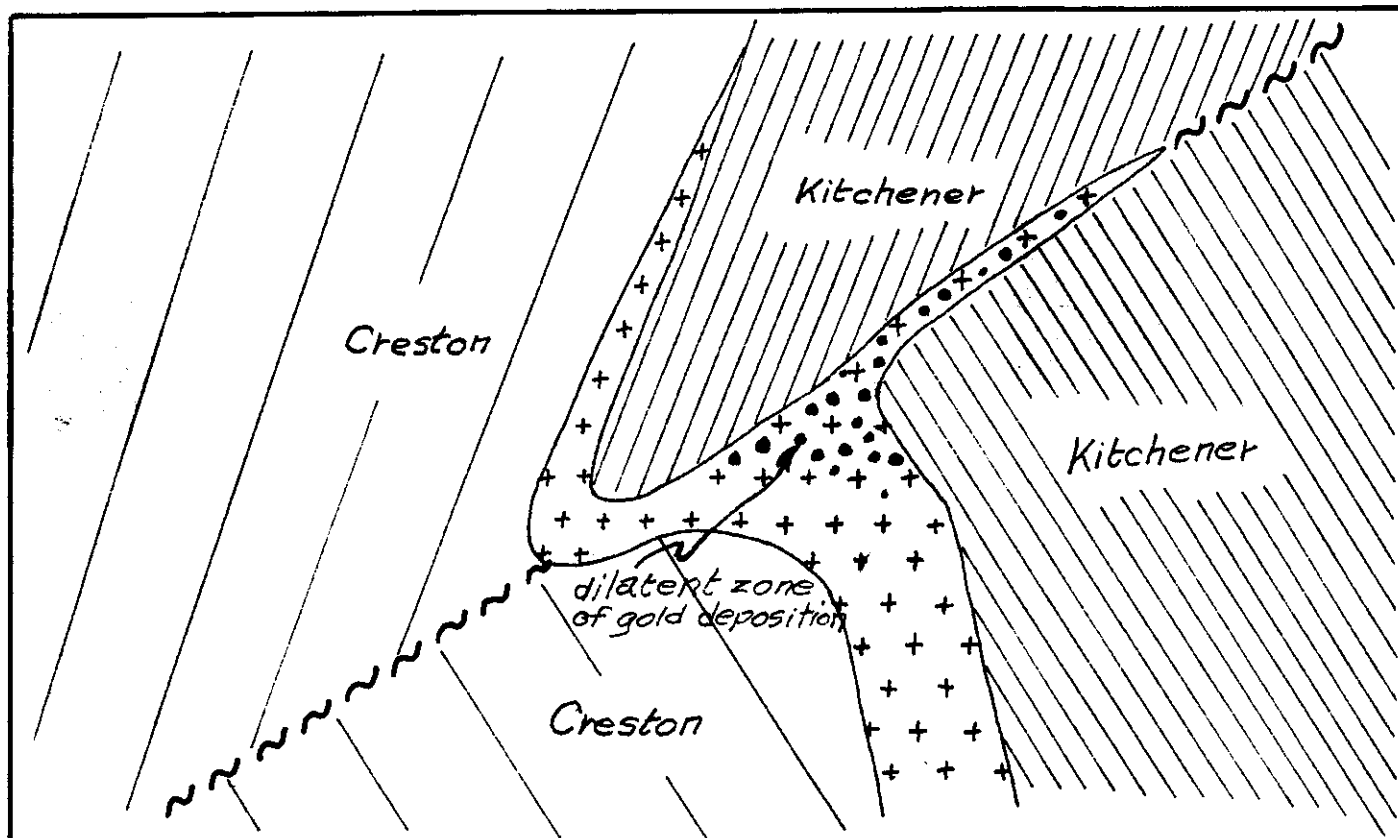 Kitchener
Creston
Kitchener
dilatent zone
of gold deposition
Creston